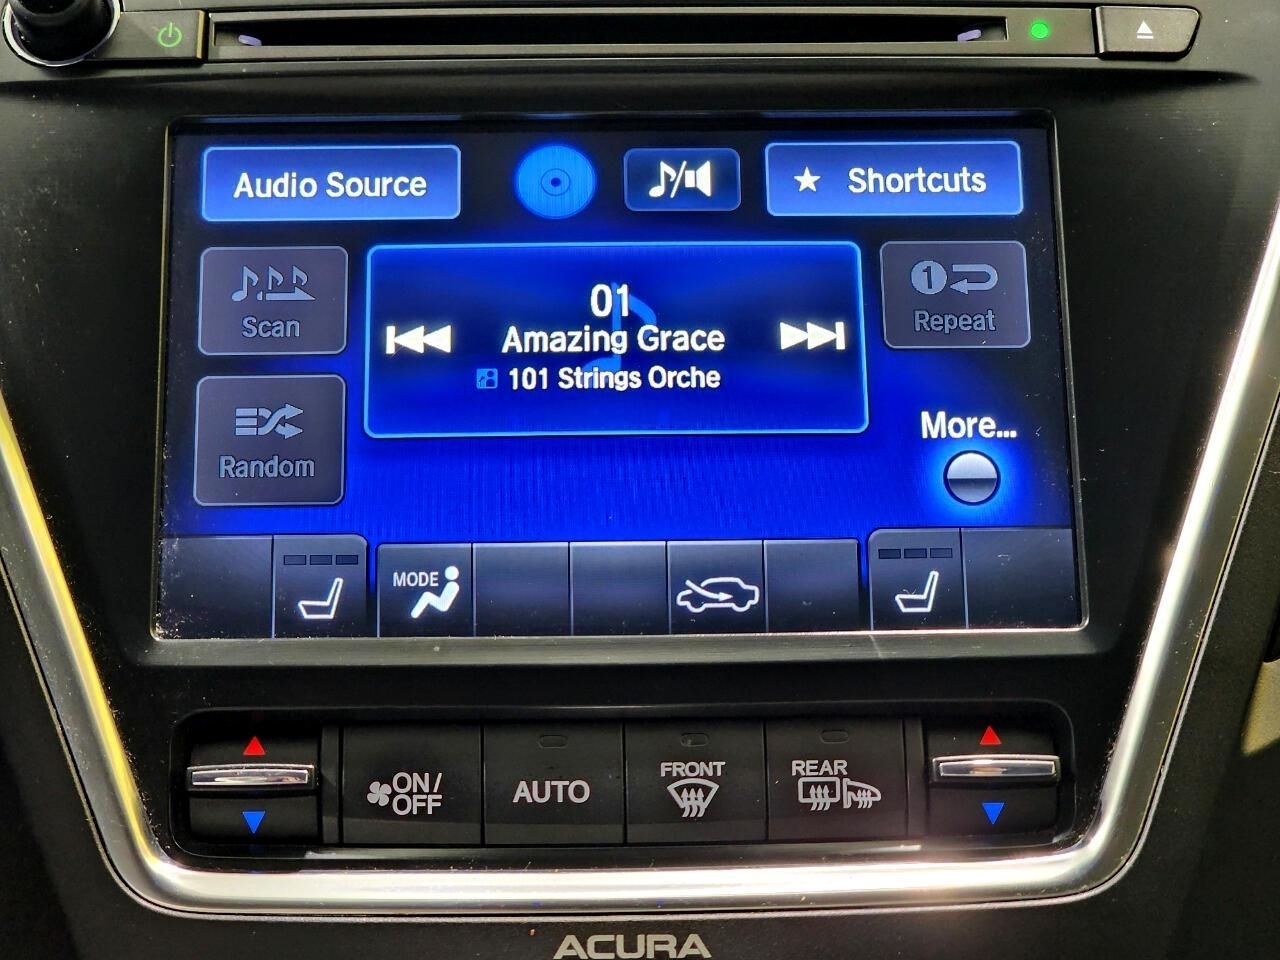 Audio Source
★ Shortcuts
Scan
01
Amazing Grace
101 Strings Orche
1
Repeat
Random
More...
MODE
ON/
OFF
AUTO
FRONT
REAR
ACURA